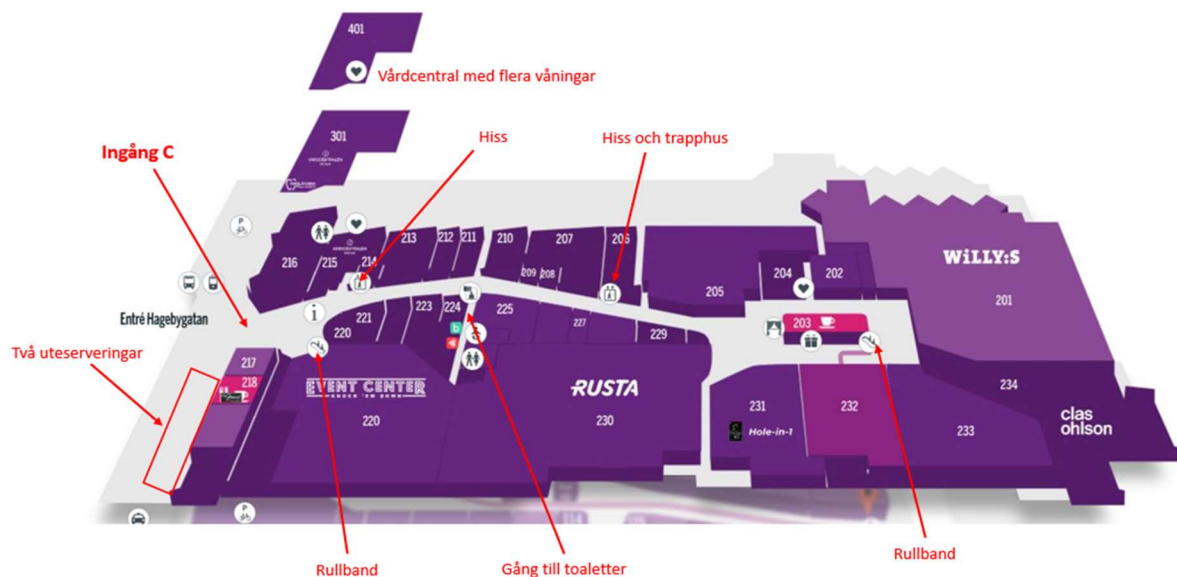 401
Vårdcentral med flera våningar
301
Ingång C
Hiss
Hiss och trapphus
P
216
215
214
213
212
211
210
209
208
207
206
205
204
202
WiLLY:S
201
203
Entré Hagebygatan
i
220
221
223
224
225
227
229
Två uteserveringar
217
218
EVENT CENTER
KNOCK 'EM DOWN
220
RUSTA
230
231
Hole-in-1
232
233
234
clas
ohlson
P
Rullband
Gång till toaletter
Rullband